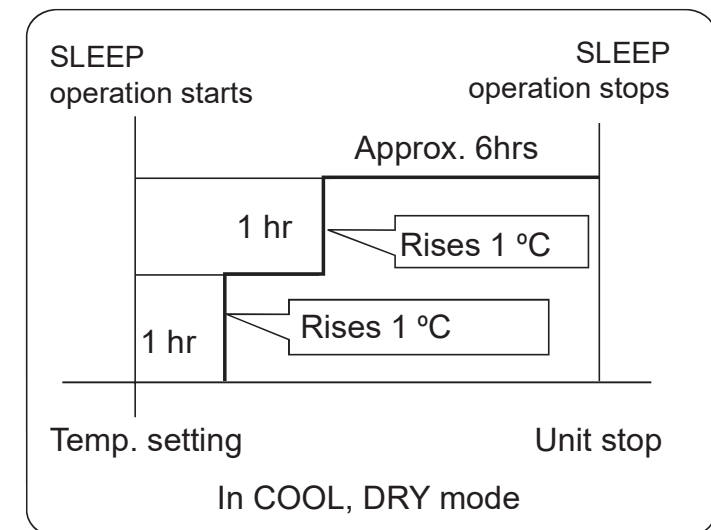 SLEEP
operation starts
SLEEP
operation stops
Approx. 6hrs
1 hr
Rises 1 ºC
Rises 1 ºC
1 hr
Temp. setting
Unit stop
In COOL, DRY mode